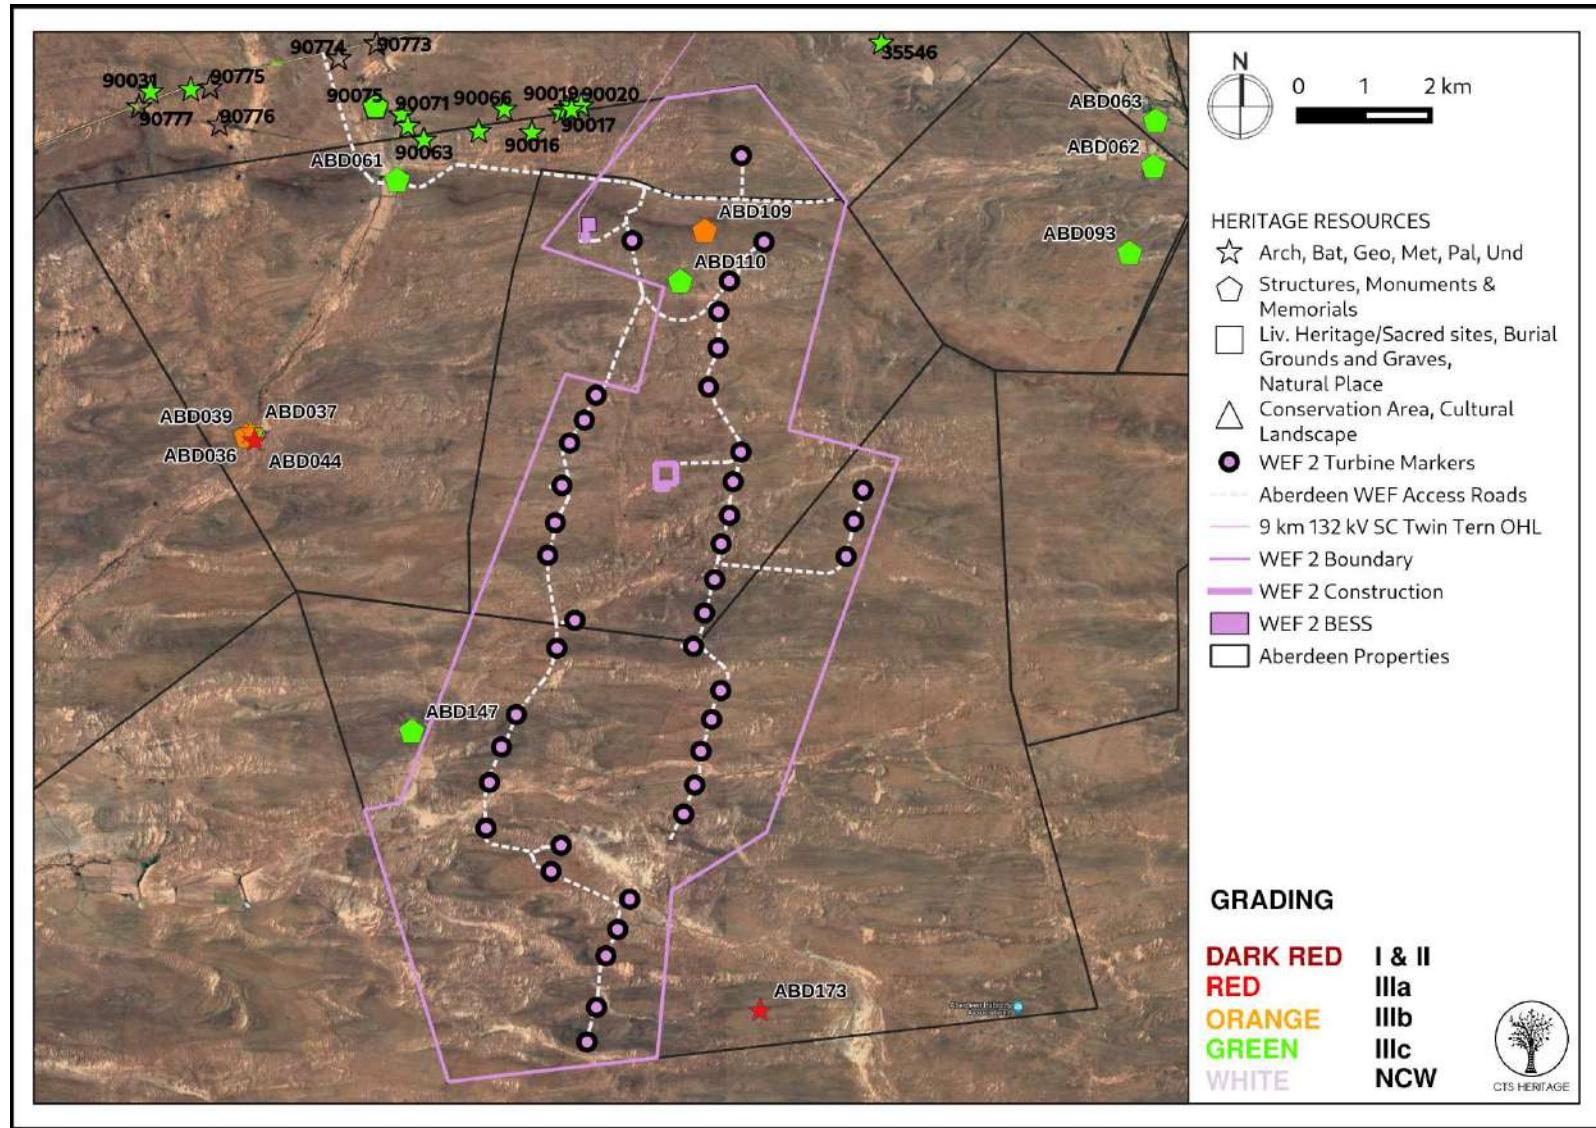 90774
90773
35546
90031
90775
90777
90776
90075
90071
90066
90019
90020
90017
90063
90016
ABD061
ABD063
ABD062
ABD109
ABD093
ABD110
ABD039
ABD037
ABD036
ABD044
ABD147
ABD173
N
0 1 2 km
HERITAGE RESOURCES
Arch, Bat, Geo, Met, Pal, Und
Structures, Monuments &
Memorials
Liv. Heritage/Sacred sites, Burial
Grounds and Graves,
Natural Place
Conservation Area, Cultural
Landscape
WEF 2 Turbine Markers
Aberdeen WEF Access Roads
9 km 132 kV SC Twin Tern OHL
WEF 2 Boundary
WEF 2 Construction
WEF 2 BESS
Aberdeen Properties
GRADING
DARK RED I & II
RED IIIa
ORANGE IIIb
GREEN IIIc
WHITE NCW
CTS HERITAGE